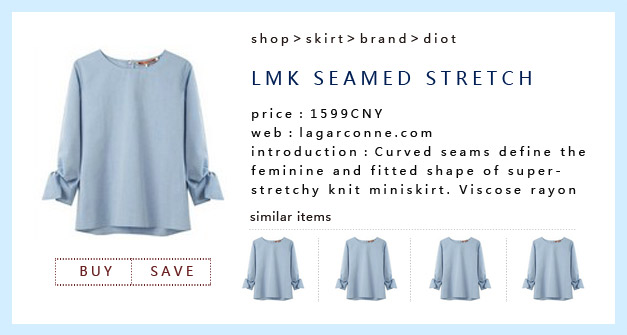 shop>skirt>brand>diot
LMK SEAMED STRETCH
price : 1599CNY
web : lagarconne.com
introduction : Curved seams define the
feminine and fitted shape of super-
stretchy knit miniskirt. Viscose rayon
similar items
BUY SAVE